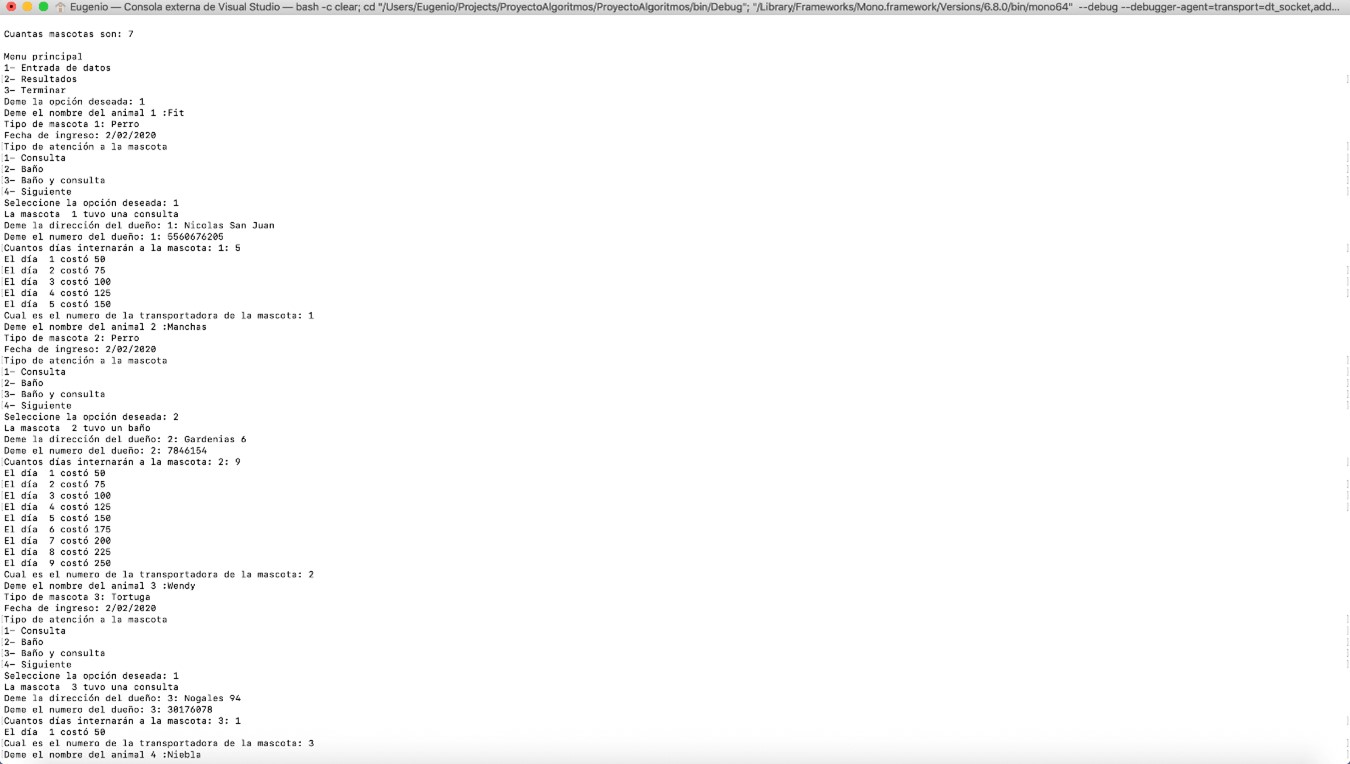 Eugenio — Consola externa de Visual Studio — bash -c clear; cd "/Users/Eugenio/Projects/ProyectoAlgoritmos/ProyectoAlgoritmos/bin/Debug"; "/Library/Frameworks/Mono.framework/Versions/6.8.0/bin/mono64" --debug --debugger-agent=transport=dt_socket,add...
Cuantas mascotas son: 7
Menu principal
1- Entrada de datos
2- Resultados
3- Terminar
Deme la opción deseada: 1
Deme el nombre del animal 1 :Fit
Tipo de mascota 1: Perro
Fecha de ingreso: 2/02/2020
Tipo de atención a la mascota
1- Consulta
2- Baño
3- Baño y consulta
4- Siguiente
Seleccione la opción deseada: 1
La mascota  1 tuvo una consulta
Deme la dirección del dueño: 1: Nicolas San Juan
Deme el numero del dueño: 1: 5560676205
Cuantos días internarán a la mascota: 1: 5
El día  1 costó 50
El día  2 costó 75
El día  3 costó 100
El día  4 costó 125
El día  5 costó 150
Cual es el numero de la transportadora de la mascota: 1
Deme el nombre del animal 2 :Manchas
Tipo de mascota 2: Perro
Fecha de ingreso: 2/02/2020
Tipo de atención a la mascota
1- Consulta
2- Baño
3- Baño y consulta
4- Siguiente
Seleccione la opción deseada: 2
La mascota  2 tuvo un baño
Deme la dirección del dueño: 2: Gardenias 6
Deme el numero del dueño: 2: 7846154
Cuantos días internarán a la mascota: 2: 9
El día  1 costó 50
El día  2 costó 75
El día  3 costó 100
El día  4 costó 125
El día  5 costó 150
El día  6 costó 175
El día  7 costó 200
El día  8 costó 225
El día  9 costó 250
Cual es el numero de la transportadora de la mascota: 2
Deme el nombre del animal 3 :Wendy
Tipo de mascota 3: Tortuga
Fecha de ingreso: 2/02/2020
Tipo de atención a la mascota
1- Consulta
2- Baño
3- Baño y consulta
4- Siguiente
Seleccione la opción deseada: 1
La mascota  3 tuvo una consulta
Deme la dirección del dueño: 3: Nogales 94
Deme el numero del dueño: 3: 30176078
Cuantos días internarán a la mascota: 3: 1
El día  1 costó 50
Cual es el numero de la transportadora de la mascota: 3
Deme el nombre del animal 4 :Niebla